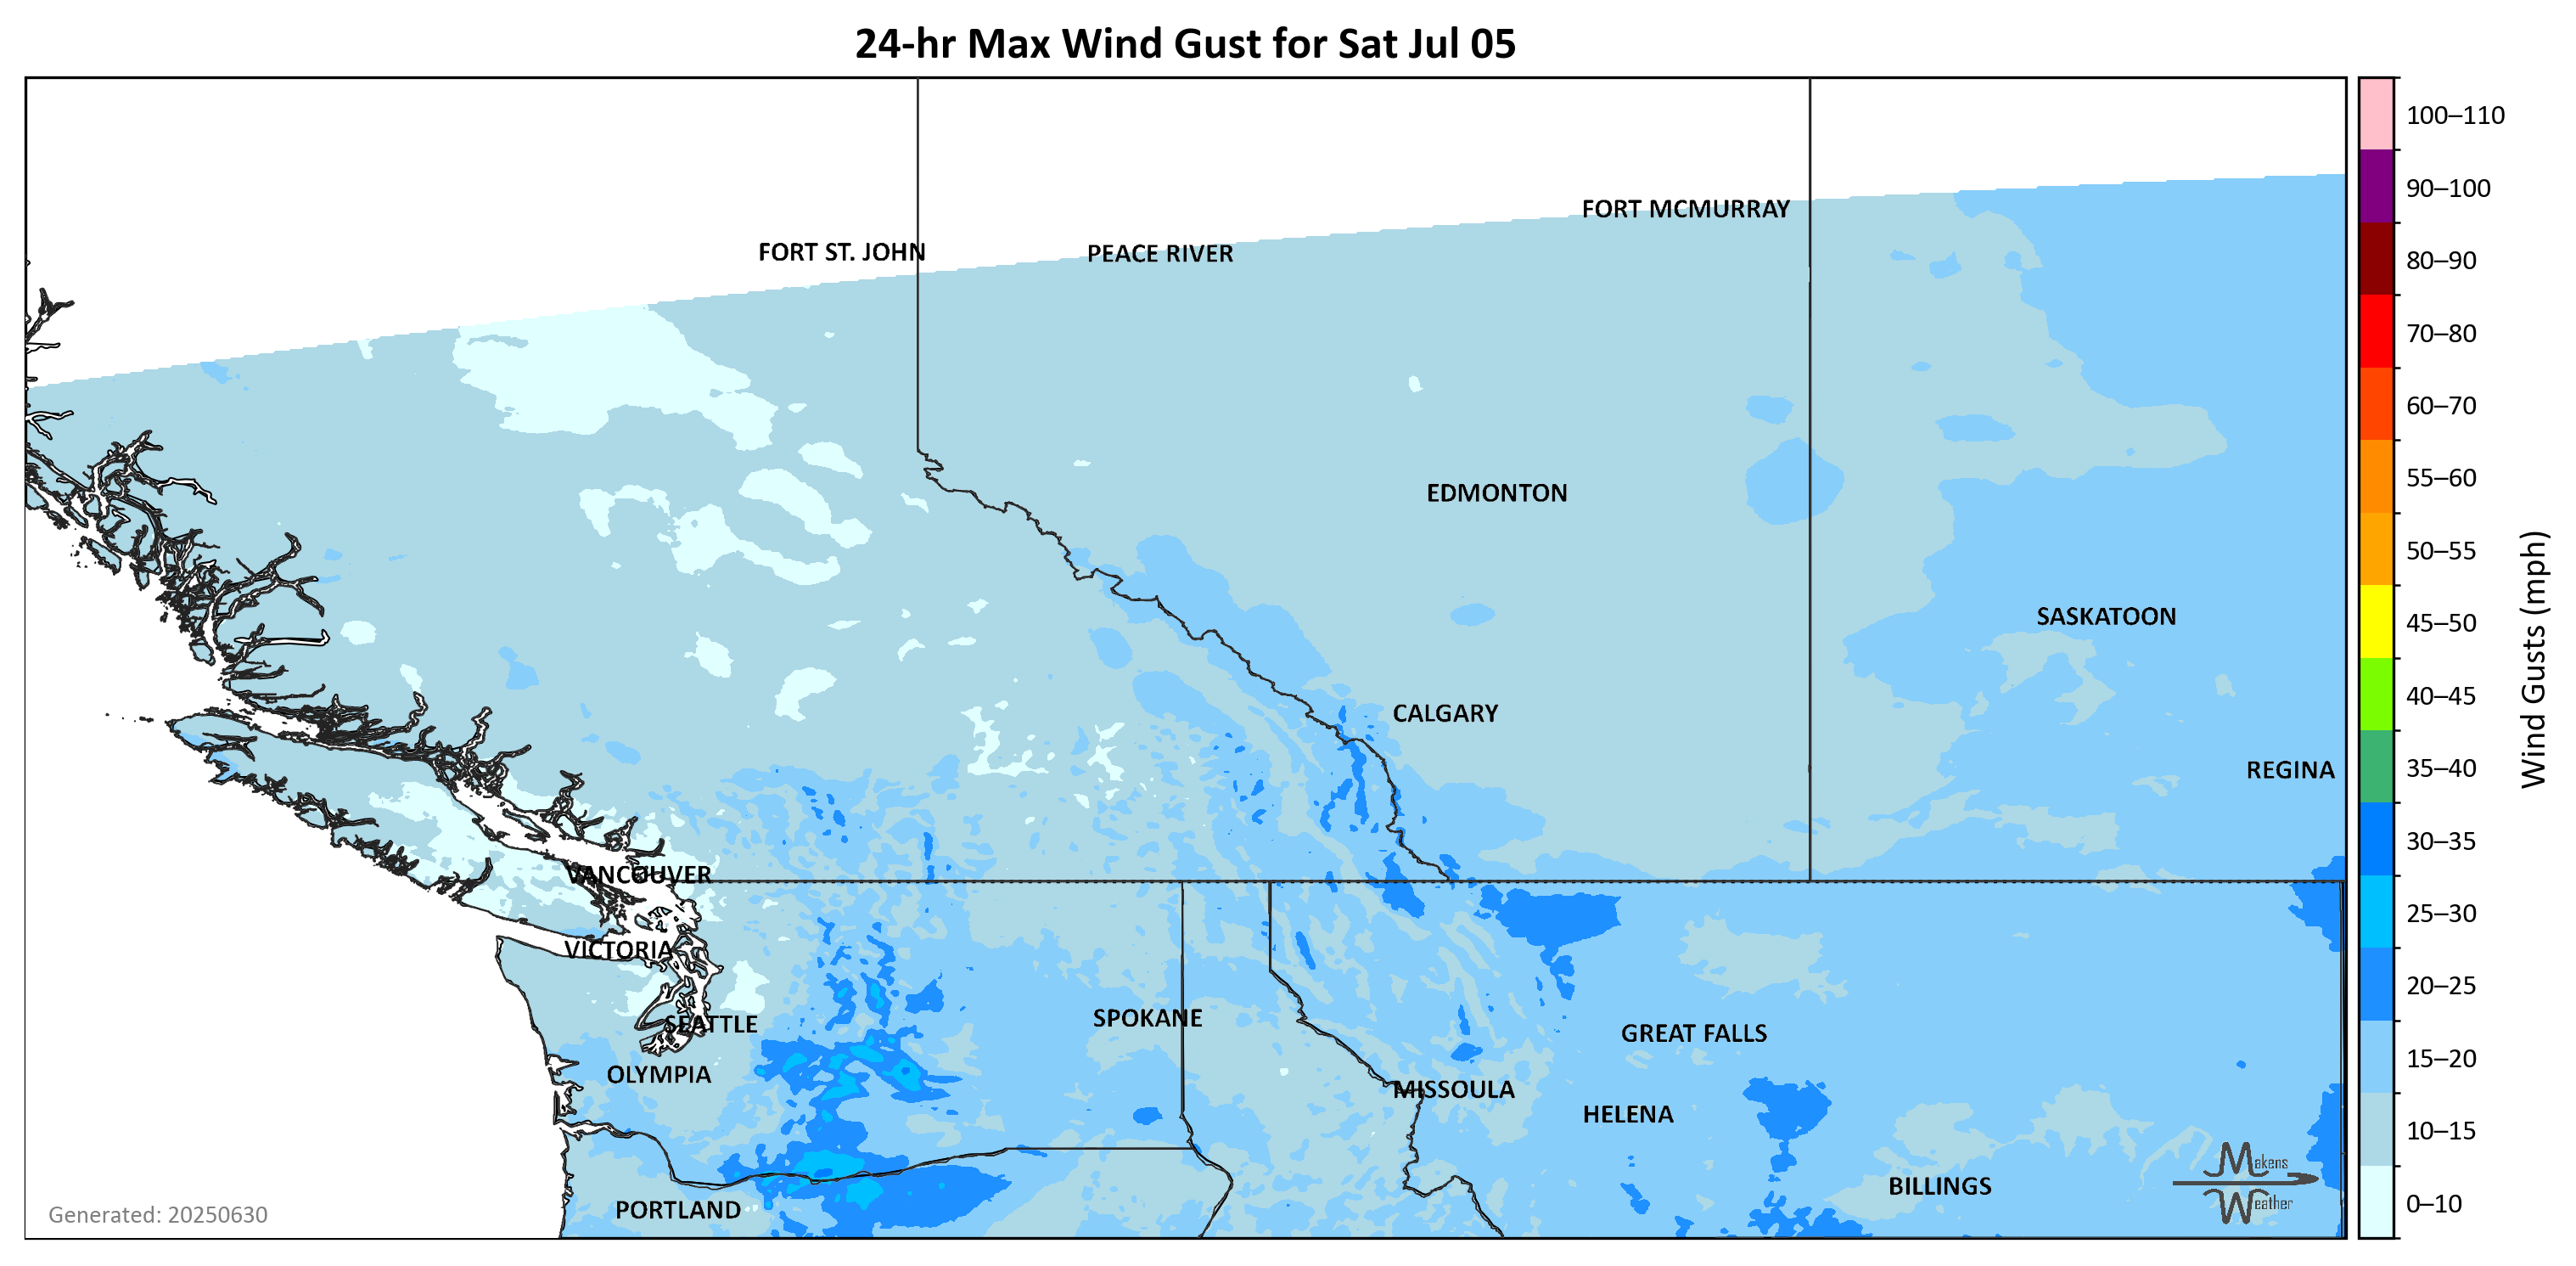 24-hr Max Wind Gust for Sat Jul 05
100–110
90–100
80–90
70–80
60–70
55–60
50–55
45–50
40–45
35–40
30–35
25–30
20–25
15–20
10–15
0–10
Wind Gusts (mph)
FORT MCMURRAY
FORT ST. JOHN
PEACE RIVER
EDMONTON
SASKATOON
CALGARY
REGINA
VANCOUVER
VICTORIA
SPOKANE
SEATTLE
GREAT FALLS
OLYMPIA
MISSOULA
HELENA
BILLINGS
PORTLAND
Makens
Weather
Generated: 20250630